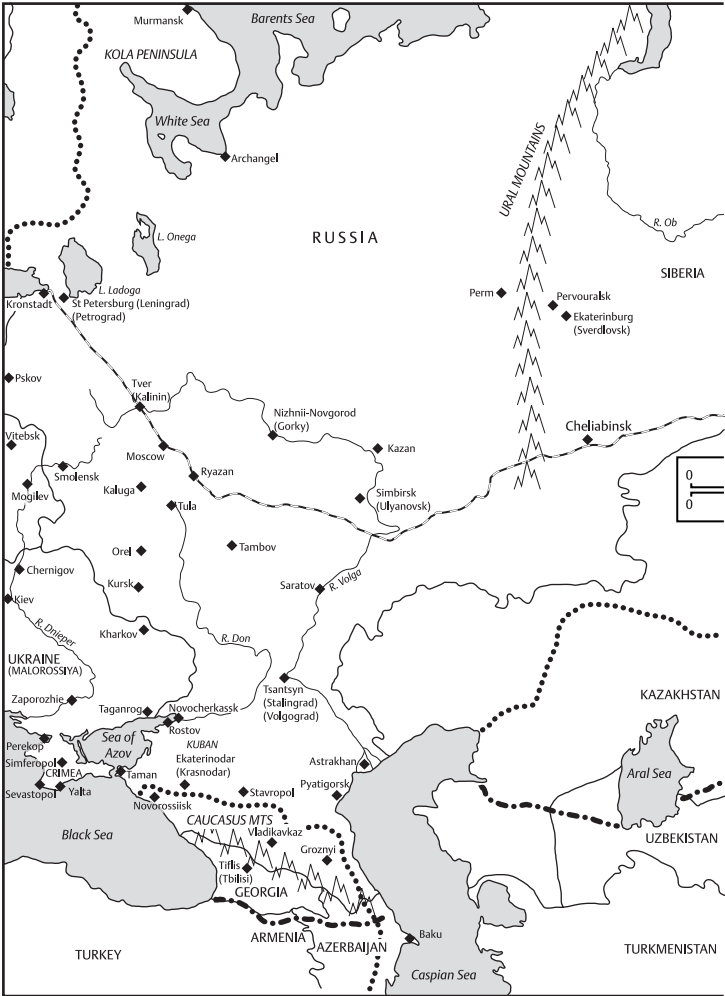 Barents Sea
Murmansk
KOLA PENINSULA
White Sea
Archangel
URAL MOUNTAINS
R. Ob
L. Onega
RUSSIA
SIBERIA
L. Ladoga
Kronstadt
St Petersburg (Leningrad)
(Petrograd)
Perm
Pervouralsk
Ekaterinburg
(Sverdlovsk)
Pskov
Tver
(Kalinin)
Nizhnii-Novgorod
(Gorky)
Cheliabinsk
Vitebsk
Moscow
Kazan
Smolensk
Ryazan
Mogilev
Kaluga
Simbirsk
(Ulyanovsk)
0
0
Tula
Orel
Tambov
Chernigov
Kursk
Saratov
R. Volga
Kiev
R. Dnieper
Kharkov
R. Don
UKRAINE
(MALOROSSIYA)
Tsantsyn
(Stalingrad)
(Volgograd)
Zaporozhie
KAZAKHSTAN
Taganrog
Novocherkassk
Rostov
Sea of
Azov
Perekop
KUBAN
Ekaterinodar
(Krasnodar)
Astrakhan
Simferopol
CRIMEA
Taman
Aral Sea
Sevastopol
Yalta
Stavropol
Pyatigorsk
Novorossiisk
CAUCASUS MTS
Black Sea
Vladikavkaz
UZBEKISTAN
Groznyi
Tiflis
(Tbilisi)
GEORGIA
ARMENIA
AZERBAIJAN
Baku
TURKEY
TURKMENISTAN
Caspian Sea